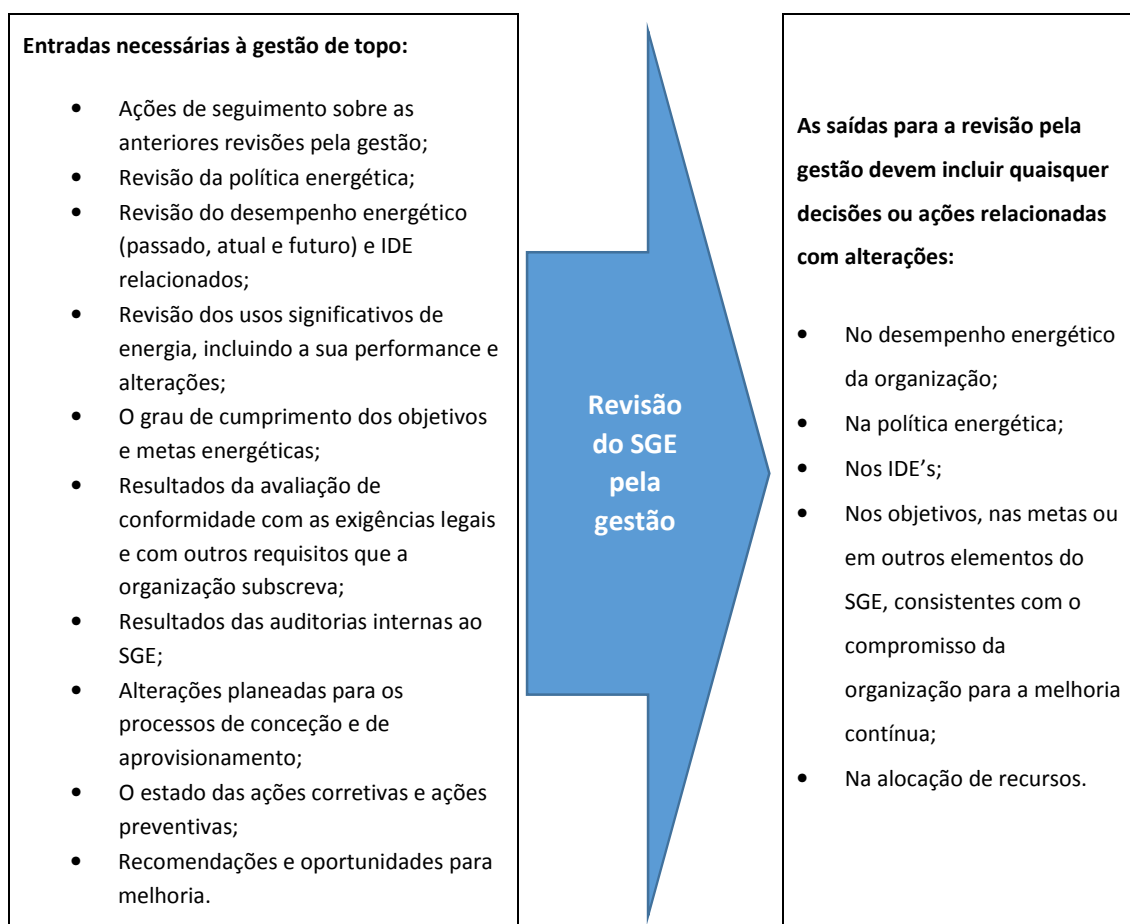 Entradas necessárias à gestão de topo:
• Ações de seguimento sobre as
anteriores revisões pela gestão;
• Revisão da política energética;
• Revisão do desempenho energético
(passado, atual e futuro) e IDE
relacionados;
• Revisão dos usos significativos de
energia, incluindo a sua performance e
alterações;
• O grau de cumprimento dos objetivos
e metas energéticas;
• Resultados da avaliação de
conformidade com as exigências legais
e com outros requisitos que a
organização subscreva;
• Resultados das auditorias internas ao
SGE;
• Alterações planeadas para os
processos de conceção e de
aprovisionamento;
• O estado das ações corretivas e ações
preventivas;
• Recomendações e oportunidades para
melhoria.
Revisão
do SGE
pela
gestão
As saídas para a revisão pela
gestão devem incluir quaisquer
decisões ou ações relacionadas
com alterações:
• No desempenho energético
da organização;
• Na política energética;
• Nos IDE’s;
• Nos objetivos, nas metas ou
em outros elementos do
SGE, consistentes com o
compromisso da
organização para a melhoria
contínua;
• Na alocação de recursos.